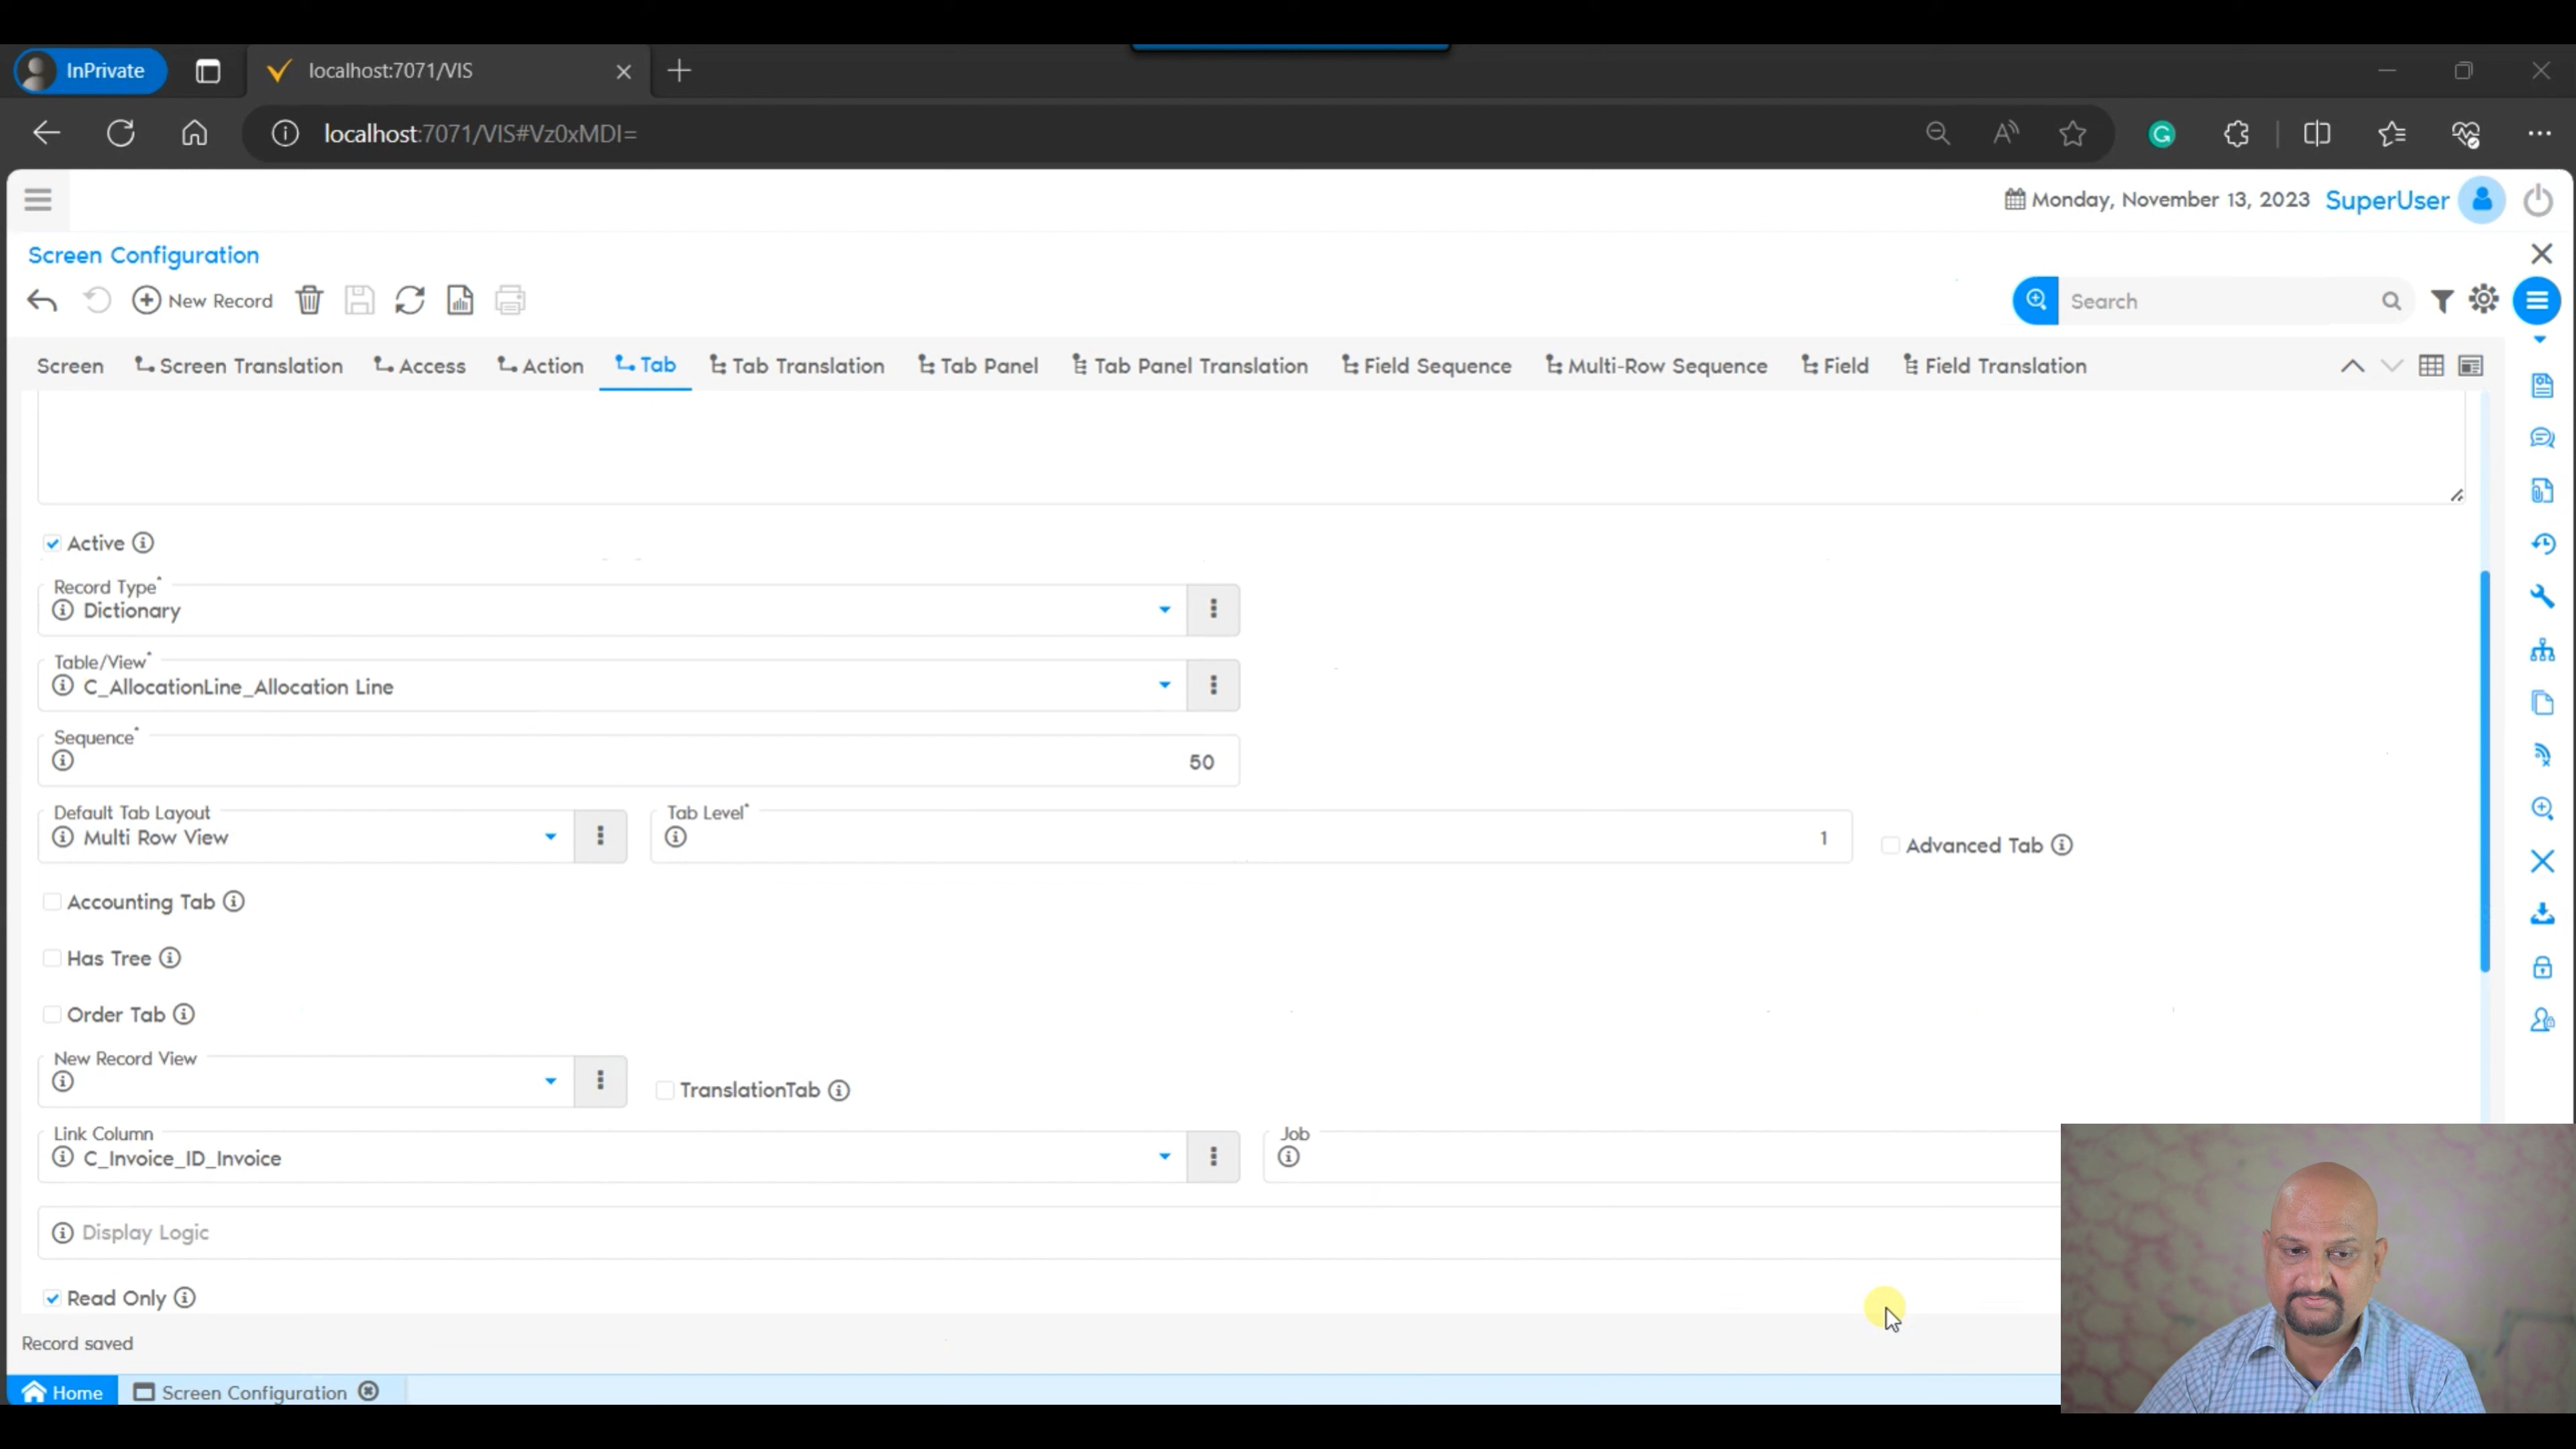 InPrivate
localhost:7071/VIS
localhost:7071/VIS#Vz0xMDI=
Monday, November 13, 2023 SuperUser
Screen Configuration
New Record
Search
Screen Screen Translation Access Action Tab Tab Translation Tab Panel Tab Panel Translation Field Sequence Multi-Row Sequence Field Field Translation
Active
Record Type*
Dictionary
Table/View*
C_AllocationLine_Allocation Line
Sequence*
50
Default Tab Layout
Multi Row View
Tab Level*
1
Advanced Tab
Accounting Tab
Has Tree
Order Tab
New Record View
TranslationTab
Link Column
C_Invoice_ID_Invoice
Job
Display Logic
Read Only
Record saved
Home Screen Configuration